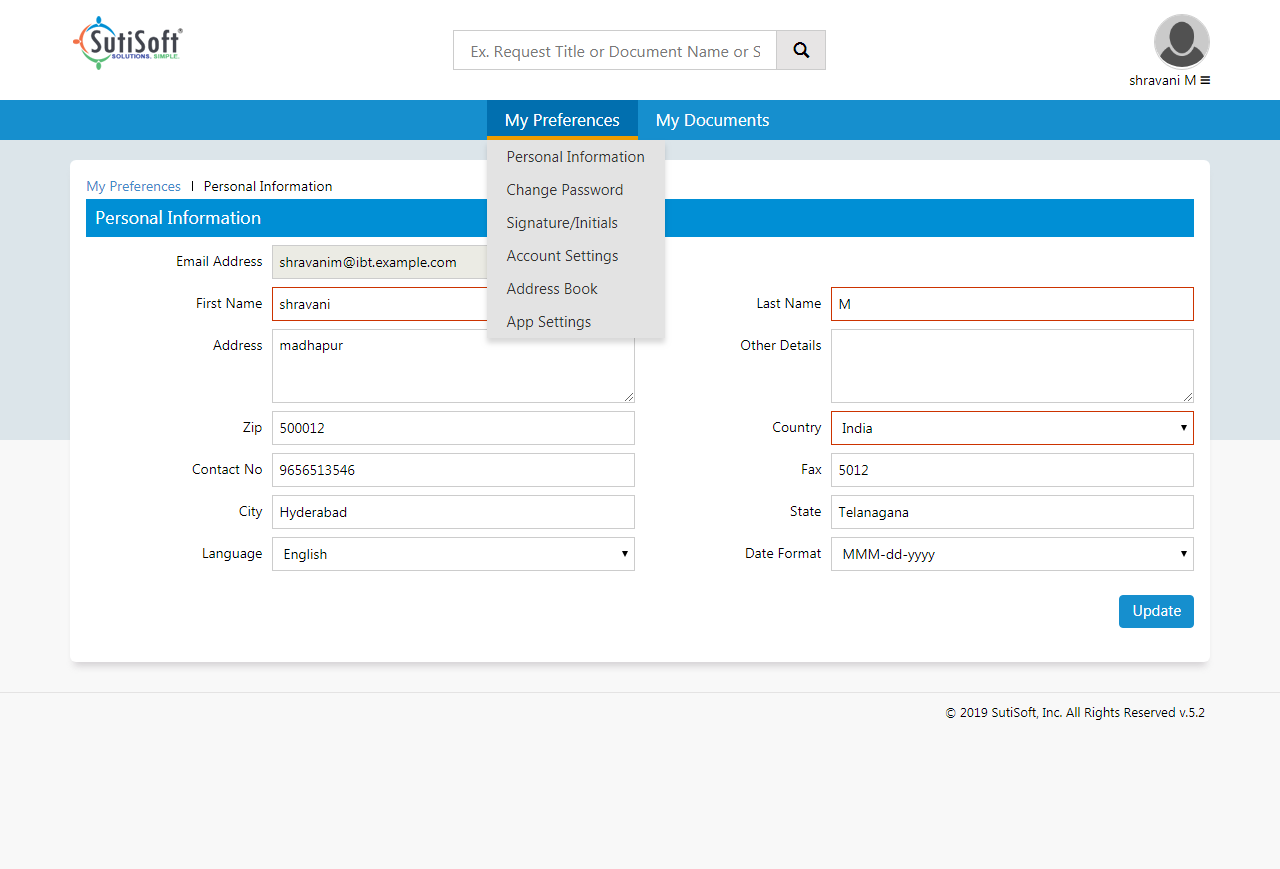 SutiSoft®
SOLUTIONS. SIMPLE.
Ex. Request Title or Document Name or S
shravani M
My Preferences My Documents
Personal Information
Change Password
Signature/Initials
Account Settings
Address Book
App Settings
My Preferences | Personal Information
Personal Information
Email Address shravanim@ibt.example.com
First Name shravani Last Name M
Address madhapur Other Details
Zip 500012 Country India
Contact No 9656513546 Fax 5012
City Hyderabad State Telanagana
Language English Date Format MMM-dd-yyyy
Update
© 2019 SutiSoft, Inc. All Rights Reserved v.5.2